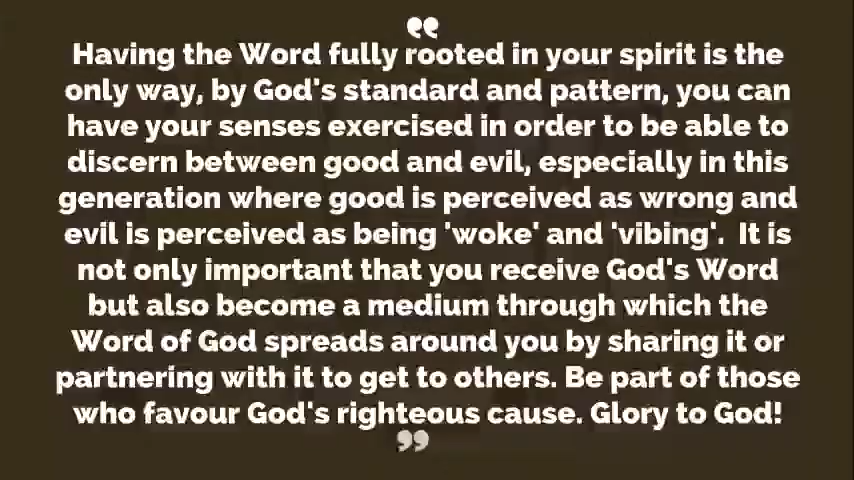 “
Having the Word fully rooted in your spirit is the
only way, by God's standard and pattern, you can
have your senses exercised in order to be able to
discern between good and evil, especially in this
generation where good is perceived as wrong and
evil is perceived as being 'woke' and 'vibing'.  It is
not only important that you receive God's Word
but also become a medium through which the
Word of God spreads around you by sharing it or
partnering with it to get to others. Be part of those
who favour God's righteous cause. Glory to God!
”